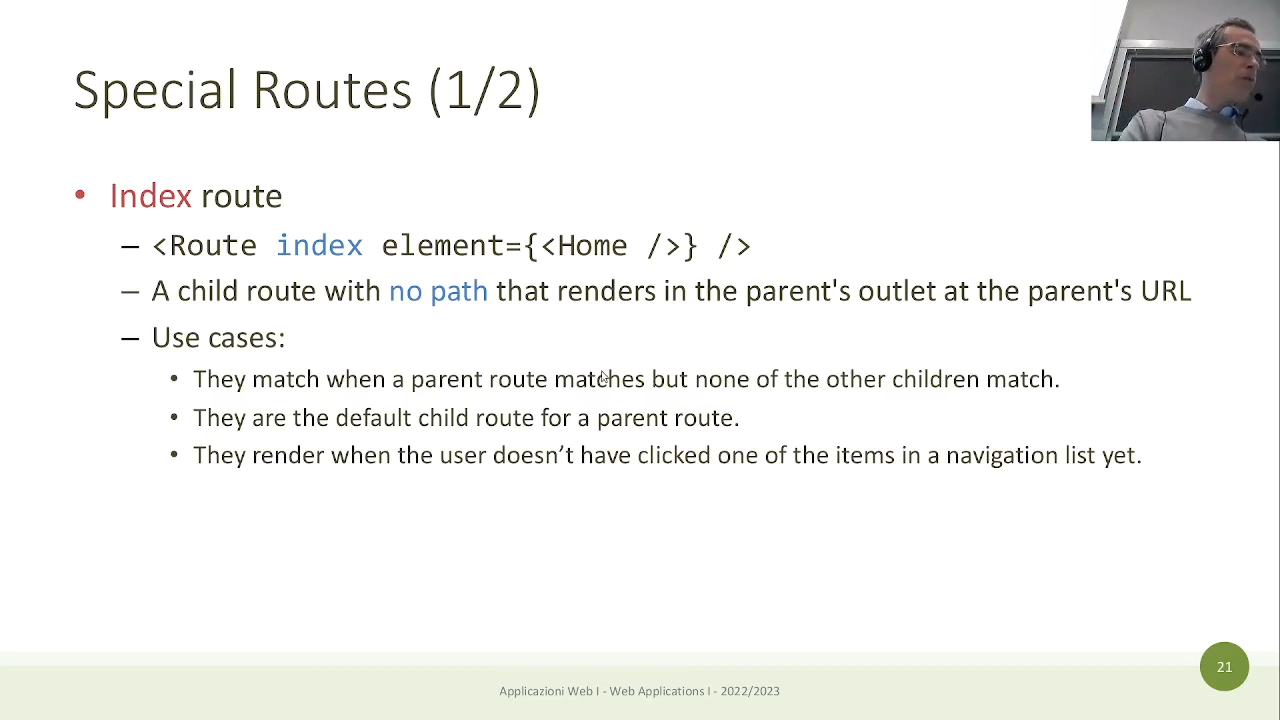 Special Routes (1/2)
• Index route
– <Route index element={<Home />} />
– A child route with no path that renders in the parent's outlet at the parent's URL
– Use cases:
• They match when a parent route matches but none of the other children match.
• They are the default child route for a parent route.
• They render when the user doesn’t have clicked one of the items in a navigation list yet.
Applicazioni Web I - Web Applications I - 2022/2023
21